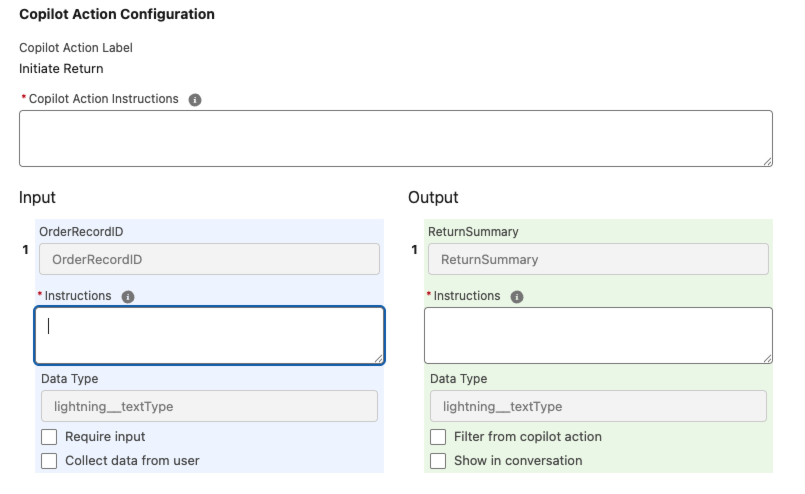 Copilot Action Configuration
Copilot Action Label
Initiate Return
* Copilot Action Instructions
Input
1
OrderRecordID
OrderRecordID
* Instructions
Data Type
lightning__textType
Require input
Collect data from user
Output
1
ReturnSummary
ReturnSummary
* Instructions
Data Type
lightning__textType
Filter from copilot action
Show in conversation